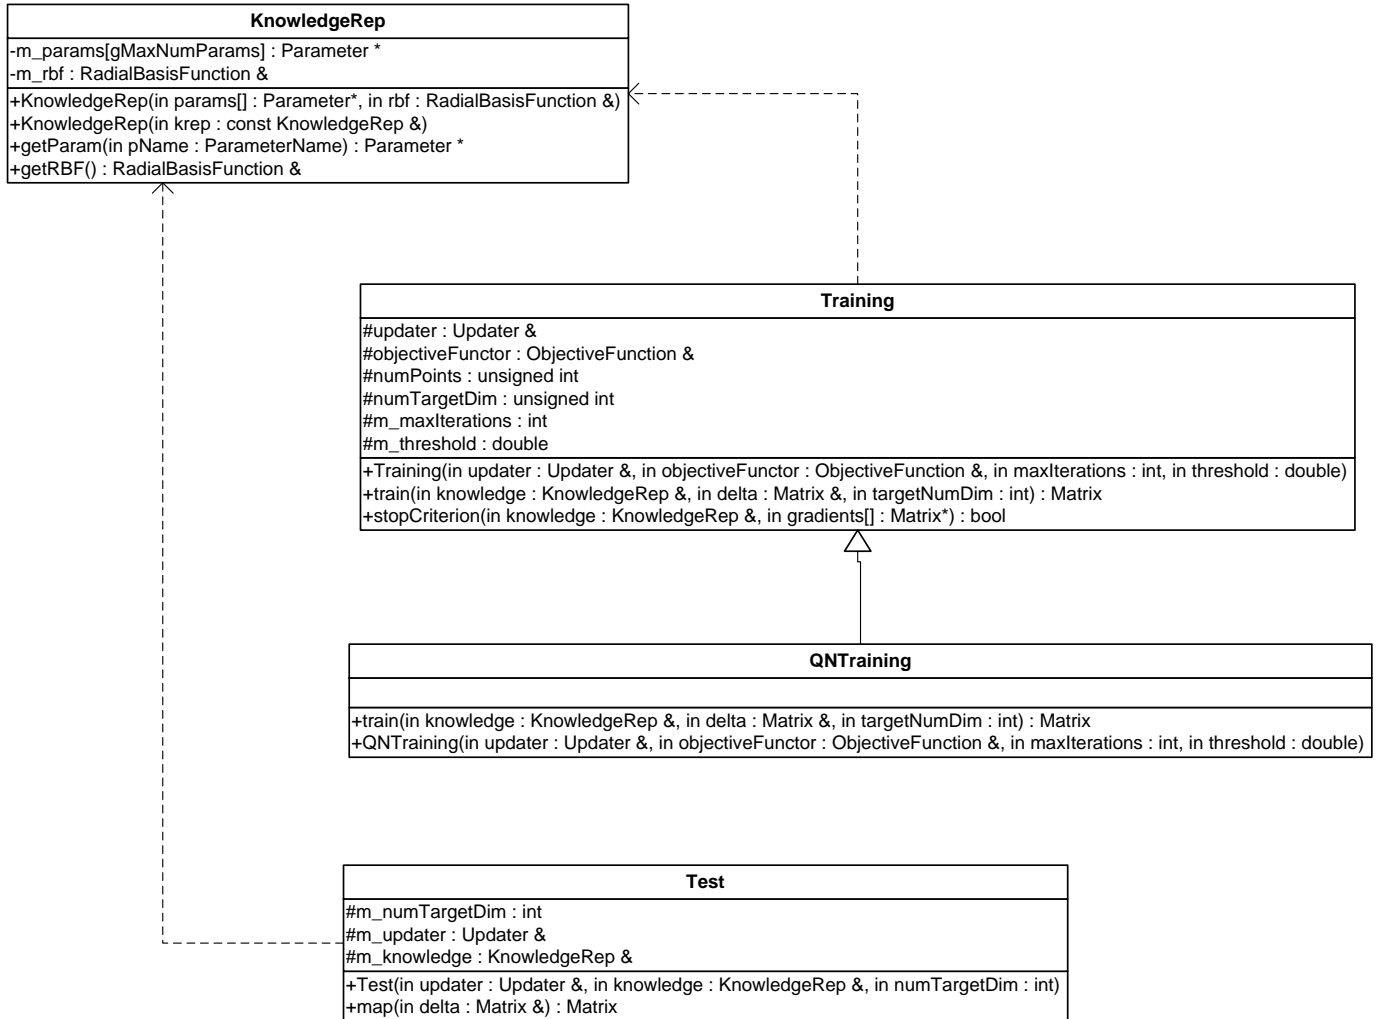 KnowledgeRep
-m_params[gMaxNumParams] : Parameter *
-m_rbf : RadialBasisFunction &
+KnowledgeRep(in params[] : Parameter*, in rbf : RadialBasisFunction &)
+KnowledgeRep(in krep : const KnowledgeRep &)
+getParam(in pName : ParameterName) : Parameter *
+getRBF() : RadialBasisFunction &
Training
#updater : Updater &
#objectiveFunctor : ObjectiveFunction &
#numPoints : unsigned int
#numTargetDim : unsigned int
#m_maxIterations : int
#m_threshold : double
+Training(in updater : Updater &, in objectiveFunctor : ObjectiveFunction &, in maxIterations : int, in threshold : double)
+train(in knowledge : KnowledgeRep &, in delta : Matrix &, in targetNumDim : int) : Matrix
+stopCriterion(in knowledge : KnowledgeRep &, in gradients[] : Matrix*) : bool
QNTraining
+train(in knowledge : KnowledgeRep &, in delta : Matrix &, in targetNumDim : int) : Matrix
+QNTraining(in updater : Updater &, in objectiveFunctor : ObjectiveFunction &, in maxIterations : int, in threshold : double)
Test
#m_numTargetDim : int
#m_updater : Updater &
#m_knowledge : KnowledgeRep &
+Test(in updater : Updater &, in knowledge : KnowledgeRep &, in numTargetDim : int)
+map(in delta : Matrix &) : Matrix